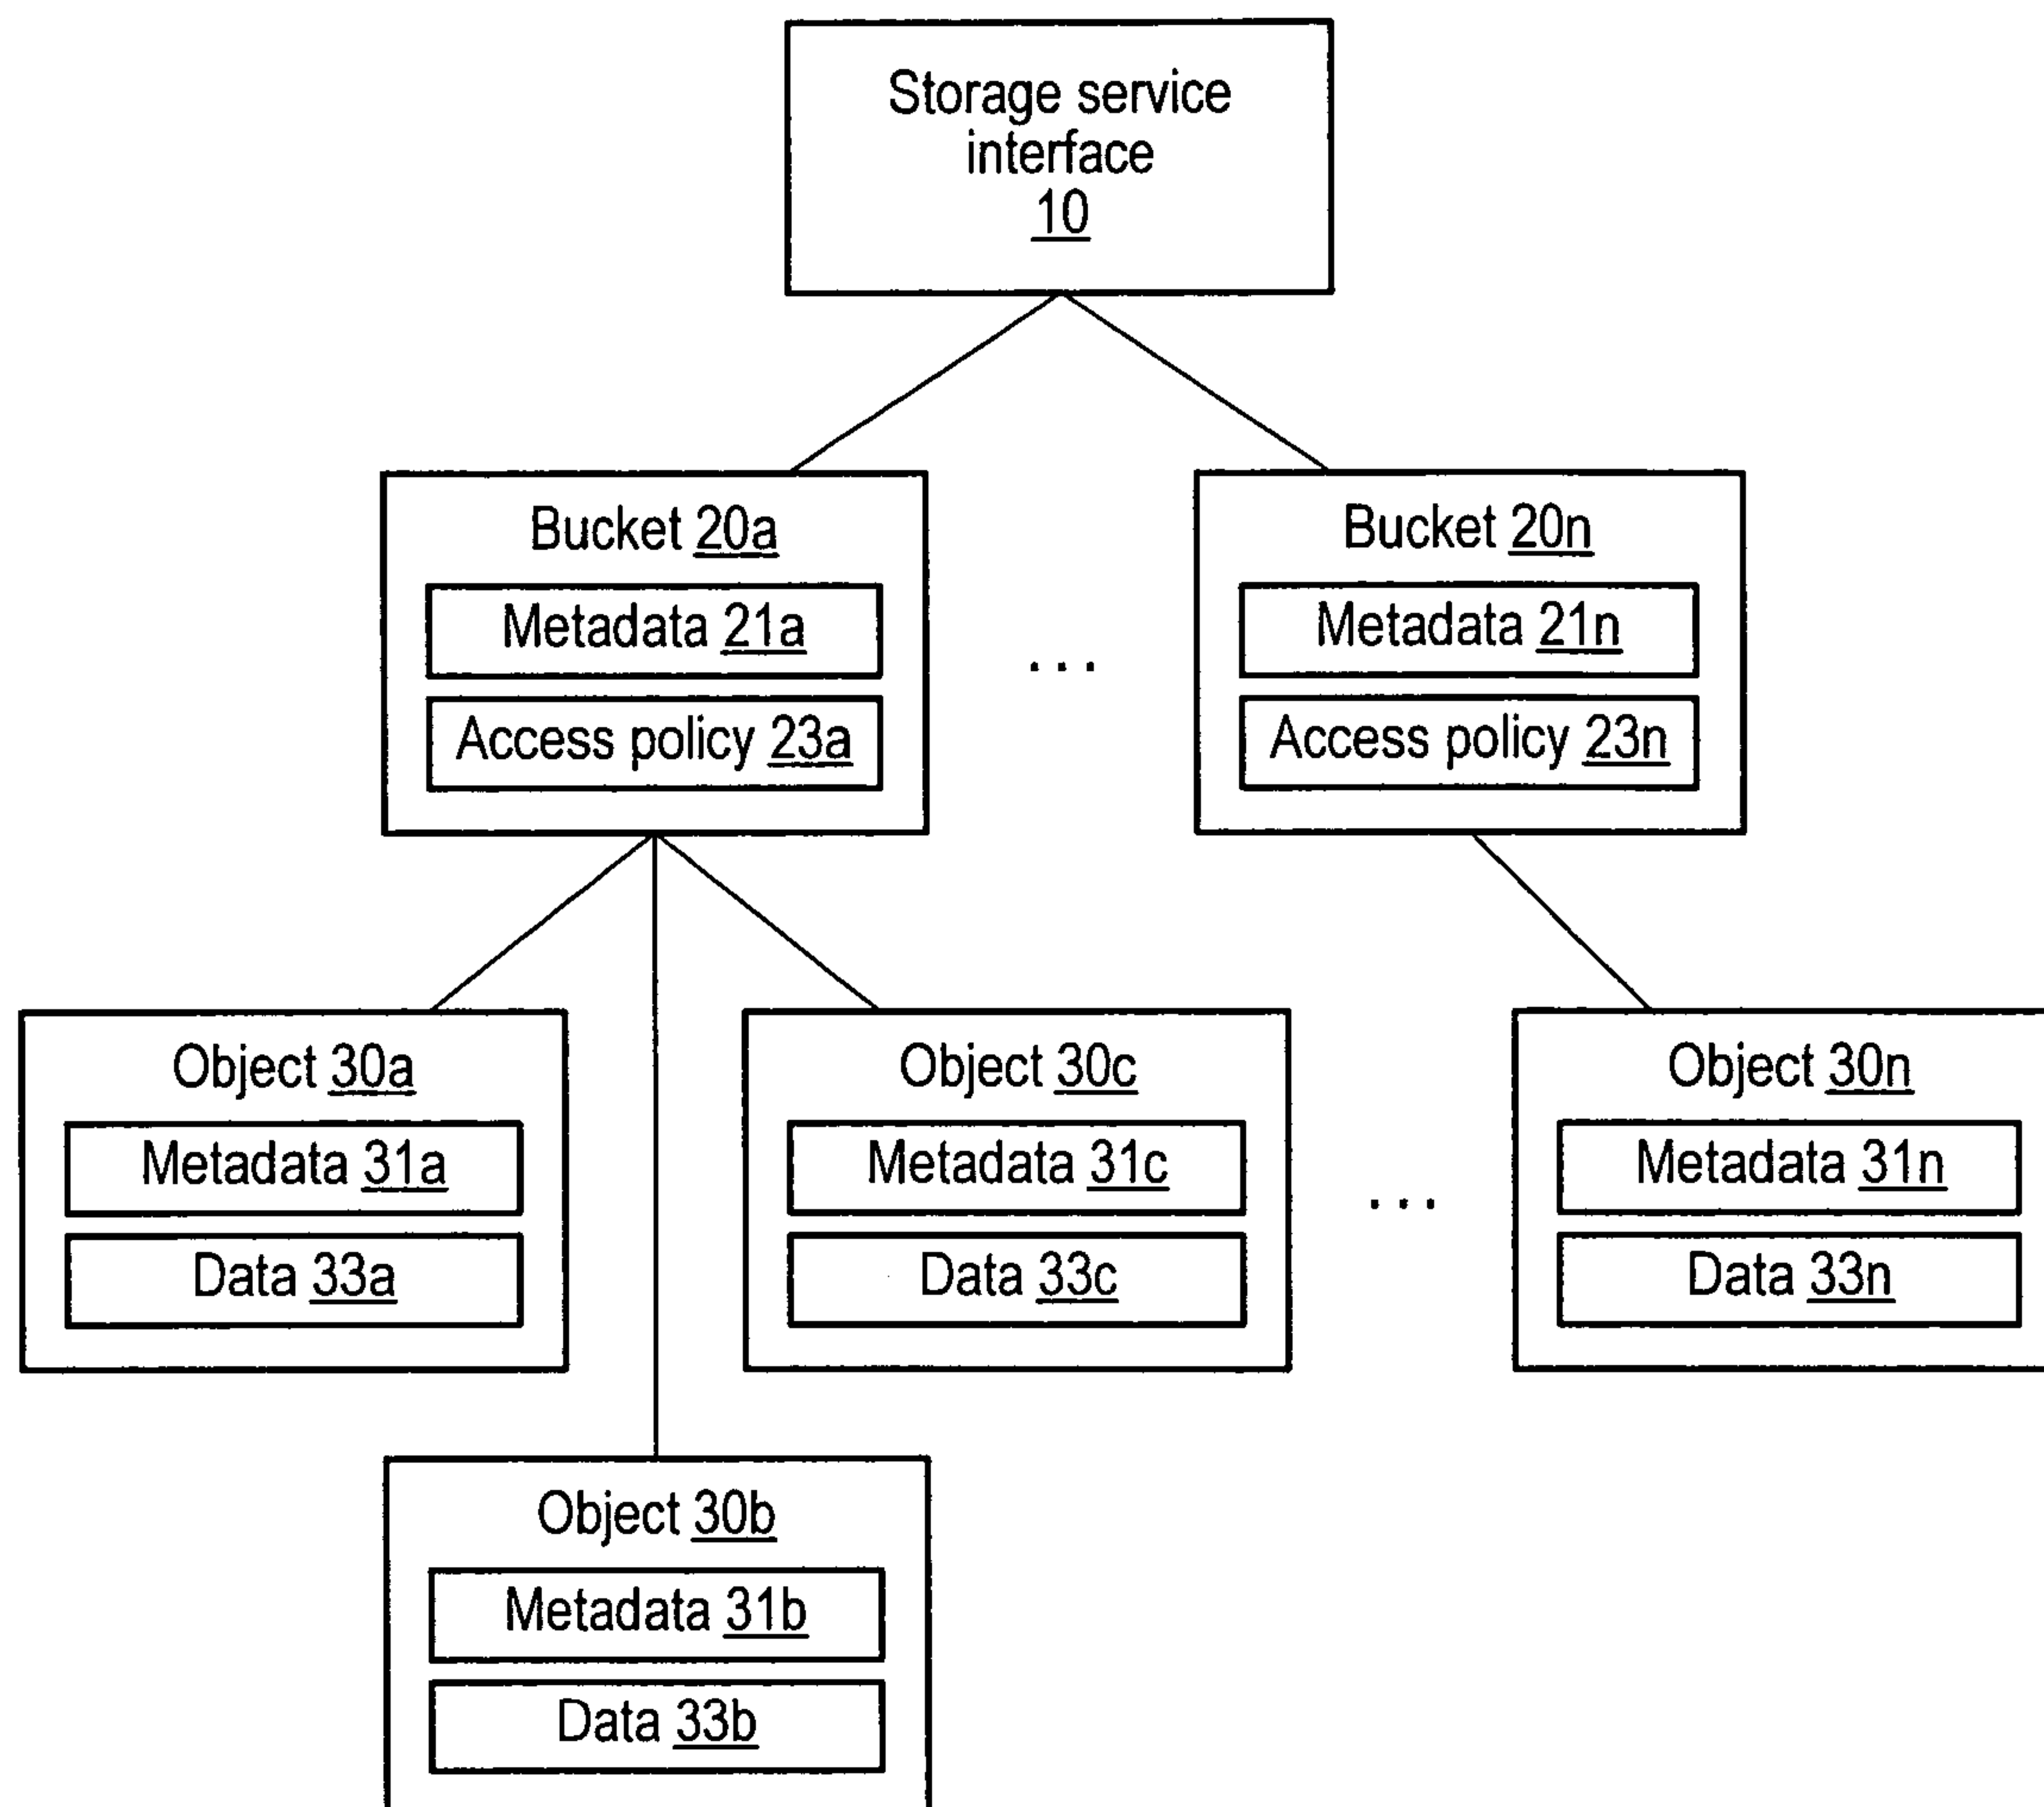 Storage service
interface
10
Bucket 20a
Metadata 21a
Access policy 23a
...
Bucket 20n
Metadata 21n
Access policy 23n
Object 30a
Metadata 31a
Data 33a
Object 30c
Metadata 31c
Data 33c
...
Object 30n
Metadata 31n
Data 33n
Object 30b
Metadata 31b
Data 33b